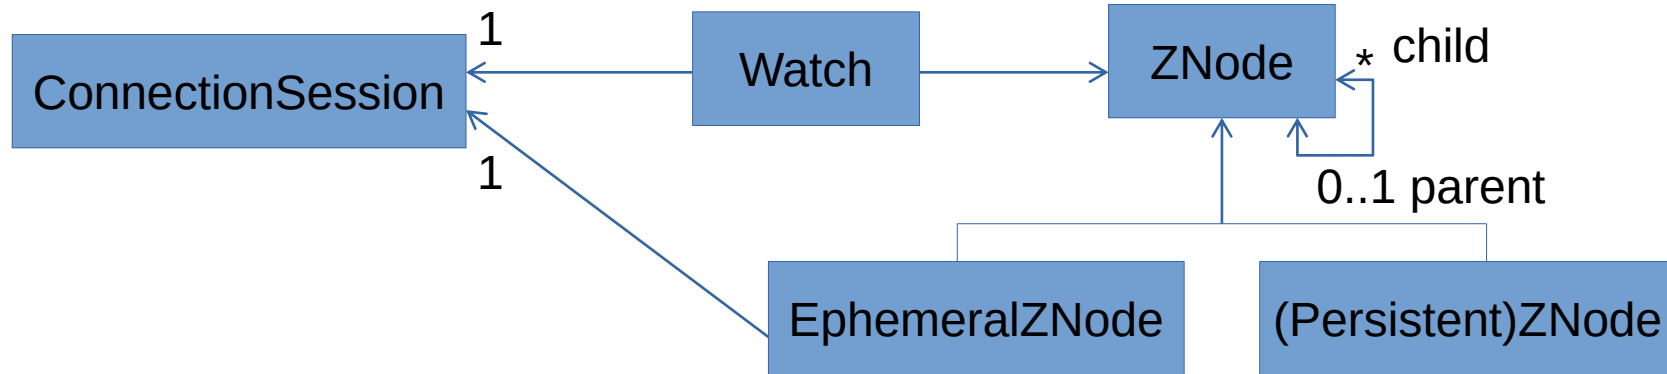 ConnectionSession
1
1
Watch
ZNode
* child
0..1 parent
EphemeralZNode
(Persistent)ZNode